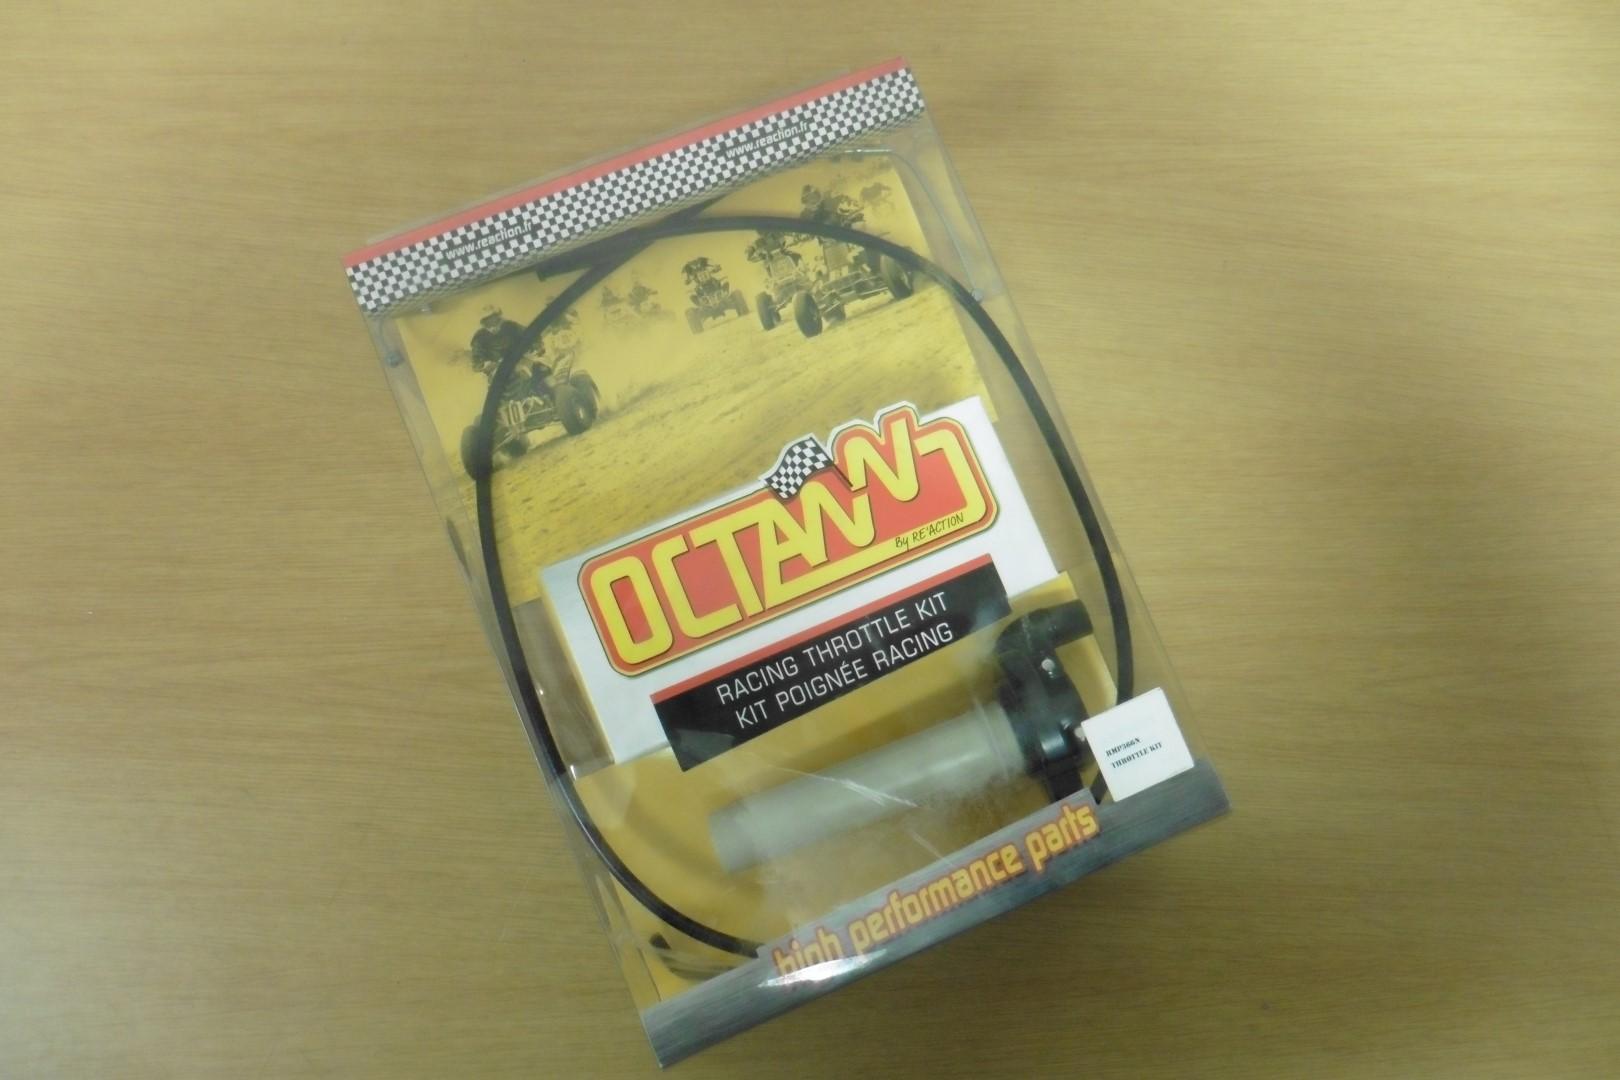 www.reaction.fr
www.reaction.fr
OCTANN
By RE'ACTION
RACING THROTTLE KIT
KIT POIGNÉE RACING
THROTTLE KIT
high performance parts